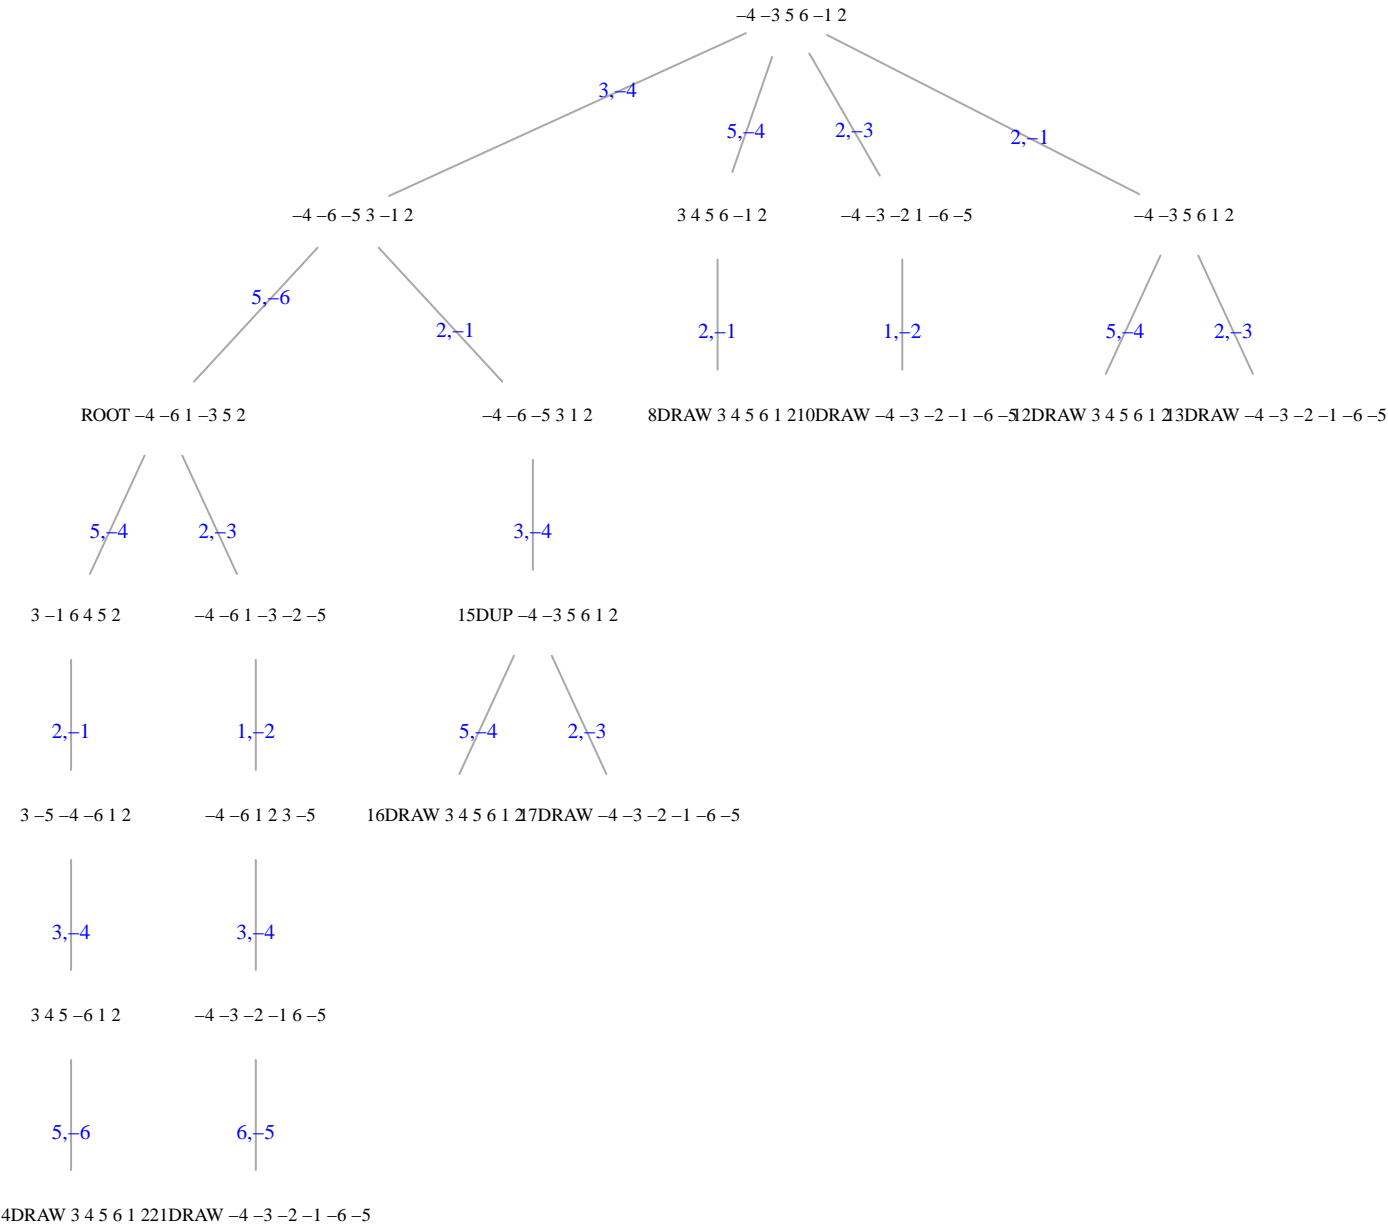 −4 −3 5 6 −1 2
3,−4
5,−4
2,−3
2,−1
−4 −6 −5 3 −1 2
3 4 5 6 −1 2
−4 −3 −2 1 −6 −5
−4 −3 5 6 1 2
5,−6
2,−1
2,−1
1,−2
5,−4
2,−3
ROOT −4 −6 1 −3 5 2
−4 −6 −5 3 1 2
8DRAW 3 4 5 6 1 2
10DRAW −4 −3 −2 −1 −6 −5
12DRAW 3 4 5 6 1 2
13DRAW −4 −3 −2 −1 −6 −5
5,−4
2,−3
3,−4
3 −1 6 4 5 2
−4 −6 1 −3 −2 −5
15DUP −4 −3 5 6 1 2
2,−1
1,−2
5,−4
2,−3
3 −5 −4 −6 1 2
−4 −6 1 2 3 −5
16DRAW 3 4 5 6 1 2
17DRAW −4 −3 −2 −1 −6 −5
3,−4
3,−4
3 4 5 −6 1 2
−4 −3 −2 −1 6 −5
5,−6
6,−5
4DRAW 3 4 5 6 1 2
21DRAW −4 −3 −2 −1 −6 −5